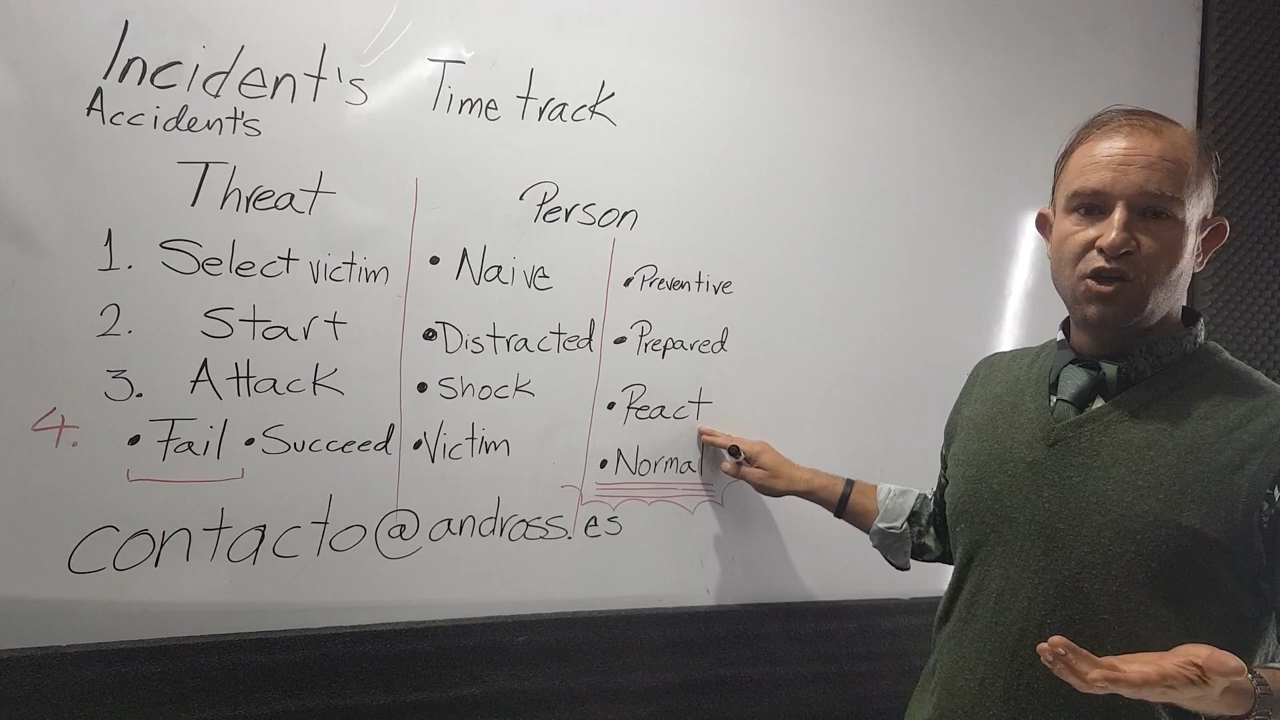 Incident's Time track
Accident's
Threat Person
1. Select victim • Naive • Preventive
2. Start • Distracted • Prepared
3. Attack • Shock • React
4. • Fail • Succeed • Victim • Normal
contacto@andross.es